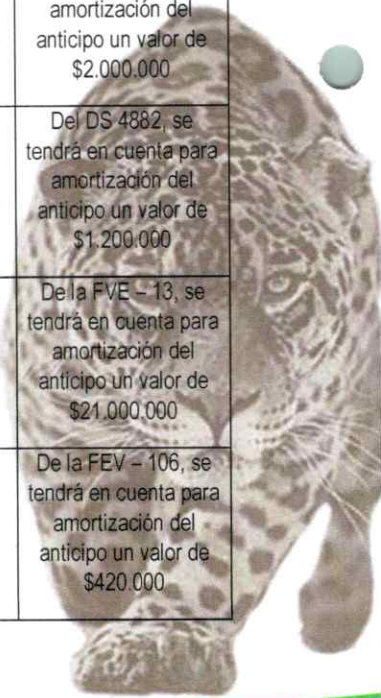 amortización del
anticipo un valor de
$2.000.000
Del DS 4882, se
tendrá en cuenta para
amortización del
anticipo un valor de
$1.200.000
De la FVE – 13, se
tendrá en cuenta para
amortización del
anticipo un valor de
$21.000.000
De la FEV – 106, se
tendrá en cuenta para
amortización del
anticipo un valor de
$420.000